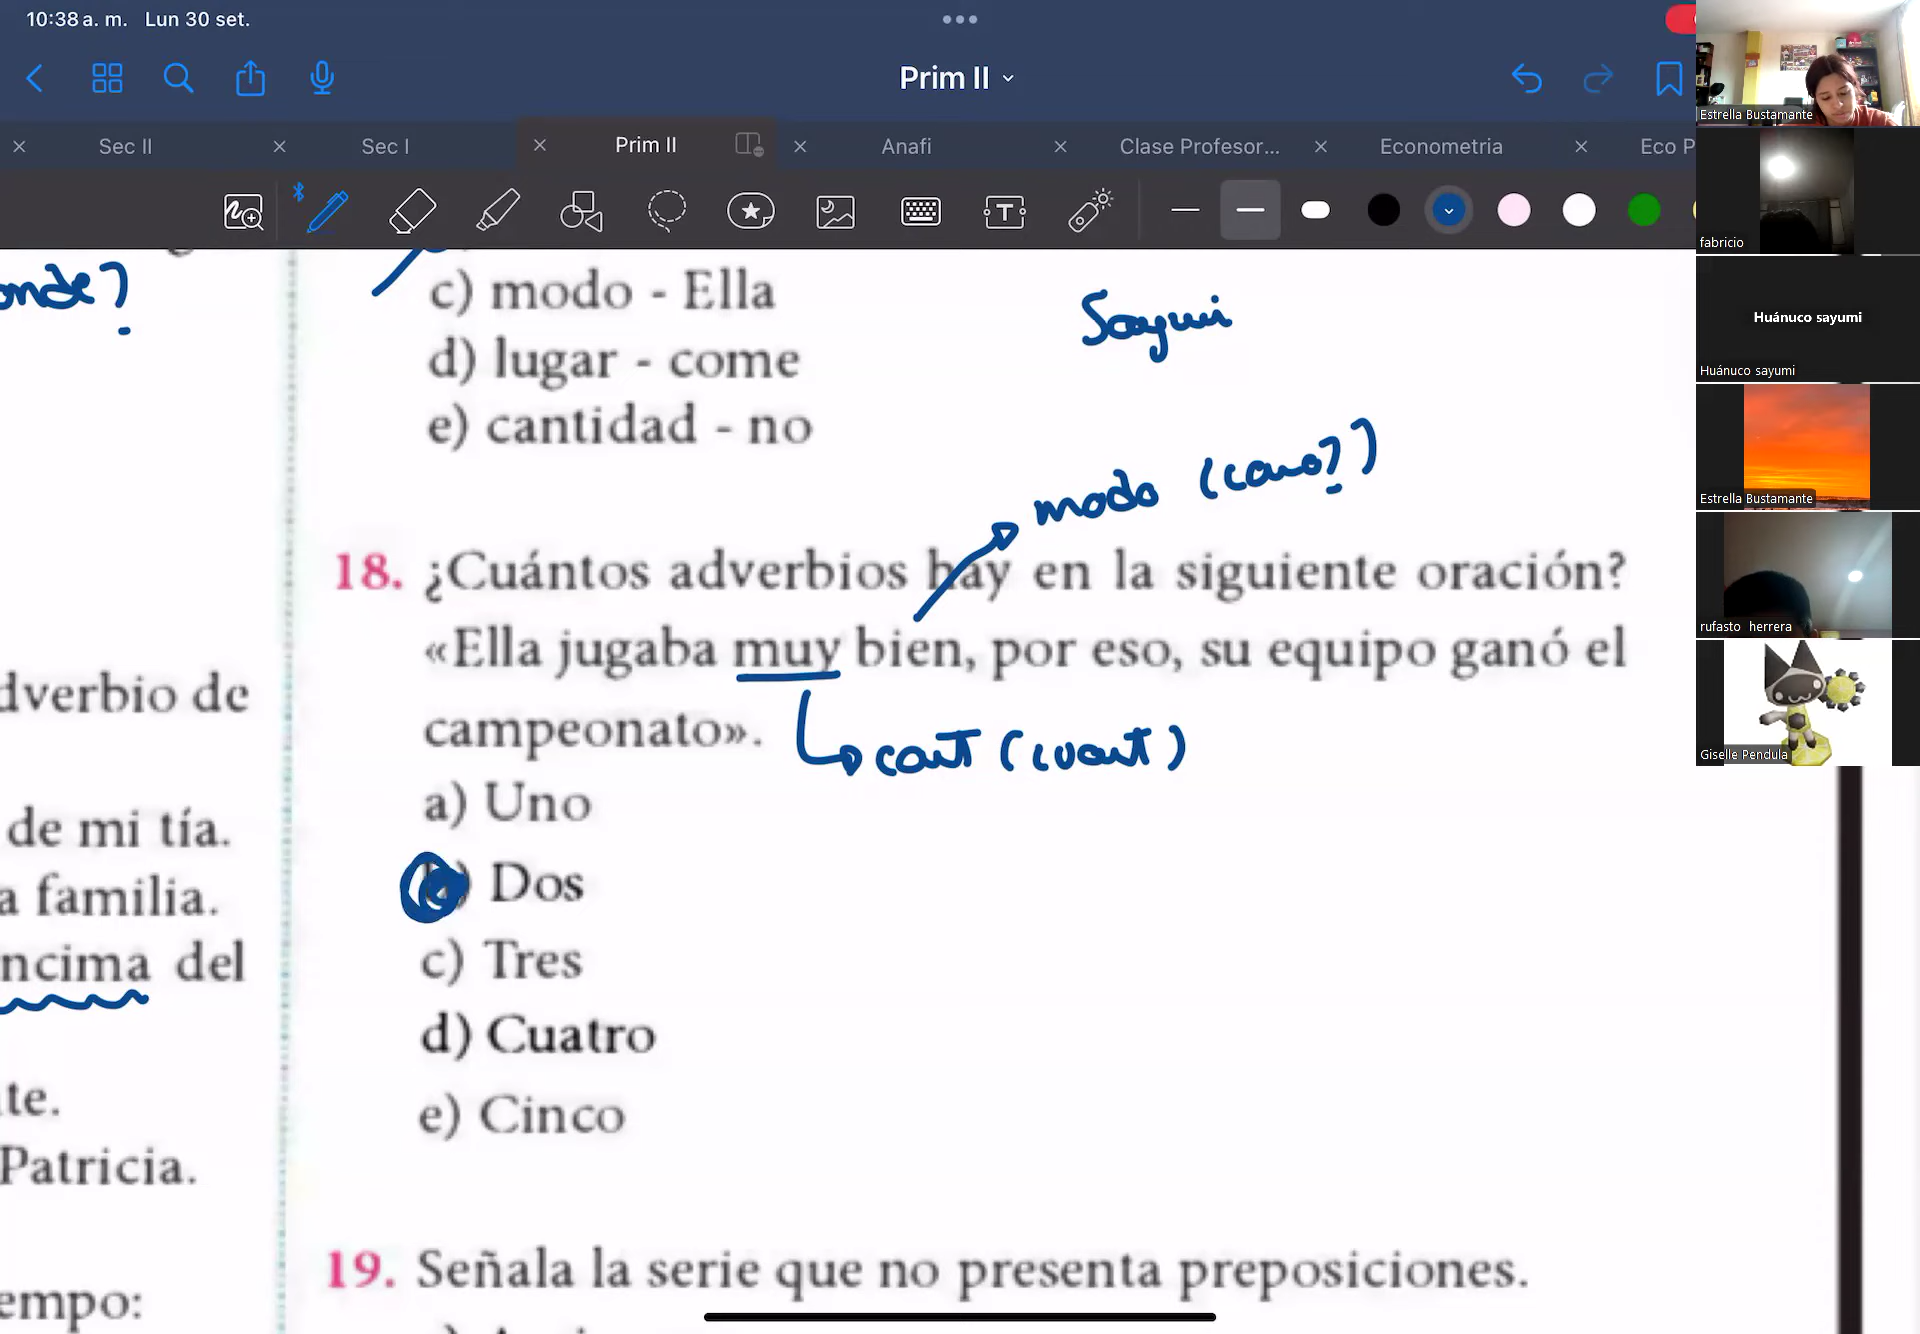 10:38 a. m. Lun 30 set.
Prim II
Sec II
Sec I
Prim II
Anafi
Clase Profesor...
Econometria
Eco P
T
onde?
c) modo - Ella
d) lugar - come
e) cantidad - no
Sayumi
modo (como?)
18. ¿Cuántos adverbios hay en la siguiente oración?
«Ella jugaba muy bien, por eso, su equipo ganó el
campeonato».
cant (cuant)
a) Uno
b) Dos
c) Tres
d) Cuatro
e) Cinco
19. Señala la serie que no presenta preposiciones.
dverbio de
de mi tía.
a familia.
ncima del
te.
Patricia.
empo:
Estrella Bustamante
fabricio
Huánuco sayumi
Huánuco sayumi
Estrella Bustamante
rufasto herrera
Giselle Pendula